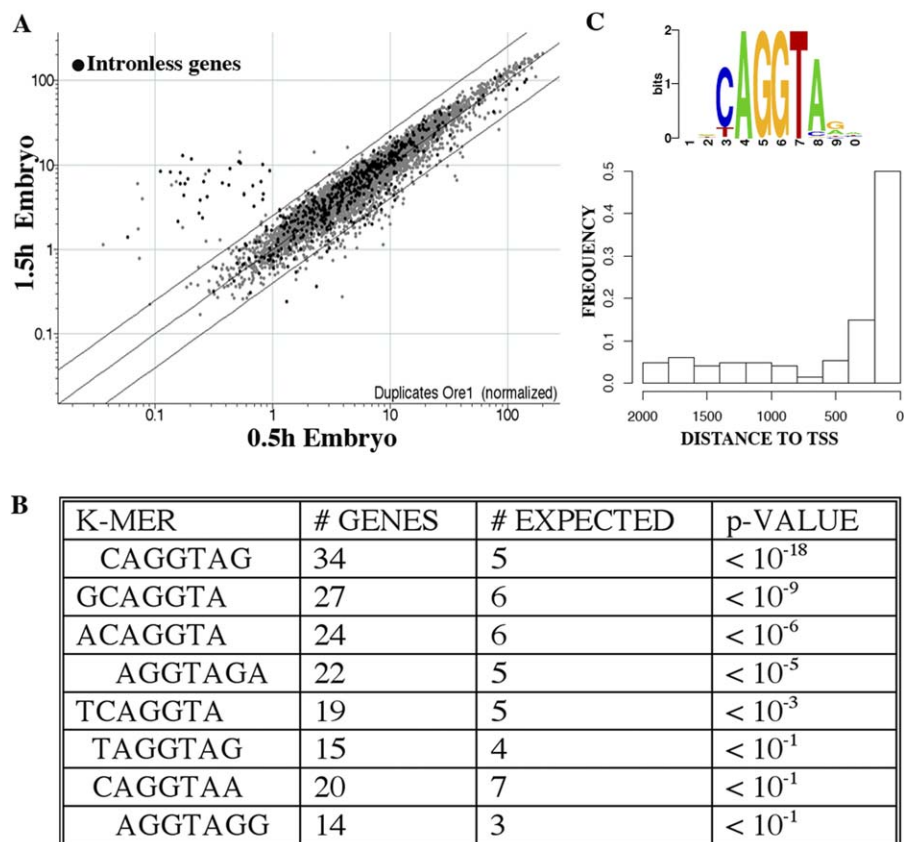 A
●Intronless genes
100
10
1
0.1
1.5h Embryo
Duplicates Ore1 (normalized)
0.1 1 10 100
0.5h Embryo
C
2
1
0
bits
CAGGTAG
TCAA
1 2 3 4 5 6 7 8 9 0
0.5
0.4
0.3
0.2
0.1
0.0
FREQUENCY
2000 1500 1000 500 0
DISTANCE TO TSS
B
K-MER # GENES # EXPECTED p-VALUE
CAGGTAG 34 5 < 10⁻¹⁸
GCAGGTA 27 6 < 10⁻⁹
ACAGGTA 24 6 < 10⁻⁶
AGGTAGA 22 5 < 10⁻⁵
TCAGGTA 19 5 < 10⁻³
TAGGTAG 15 4 < 10⁻¹
CAGGTAA 20 7 < 10⁻¹
AGGTAGG 14 3 < 10⁻¹